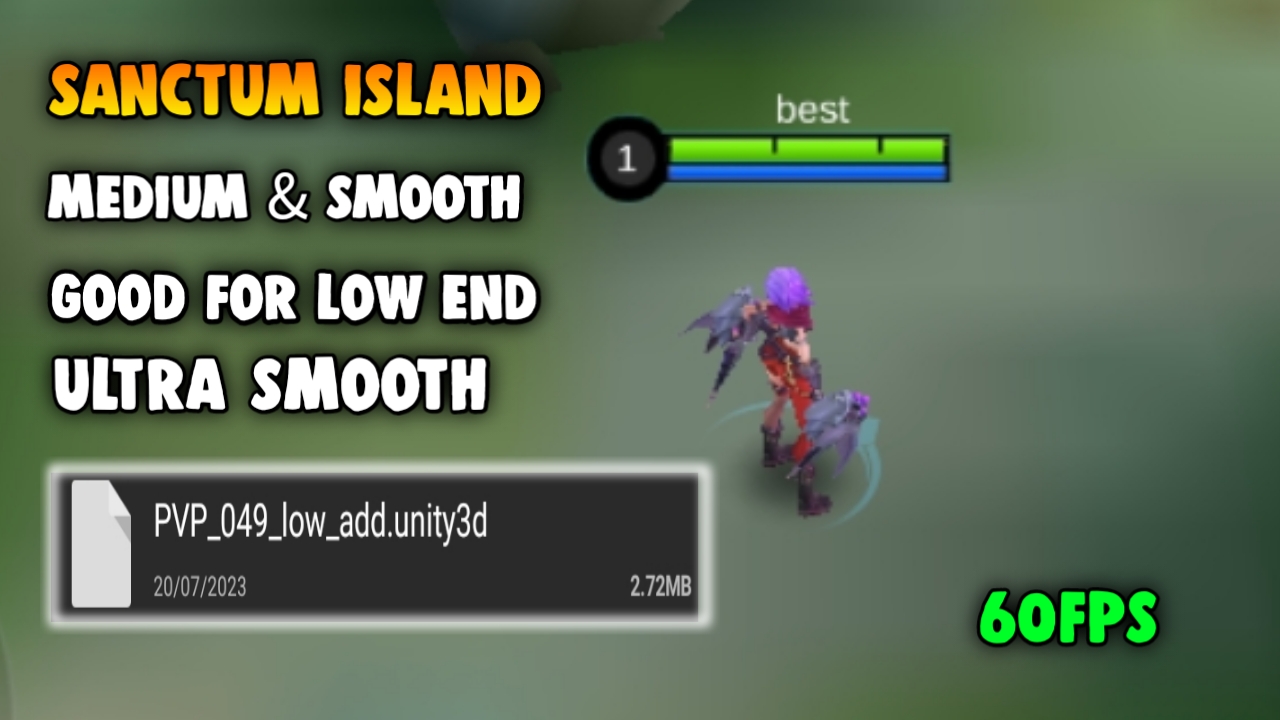 SANCTUM ISLAND
MEDIUM & SMOOTH
GOOD FOR LOW END
ULTRA SMOOTH
best
1
PVP_049_low_add.unity3d
20/07/2023 2.72MB
60FPS